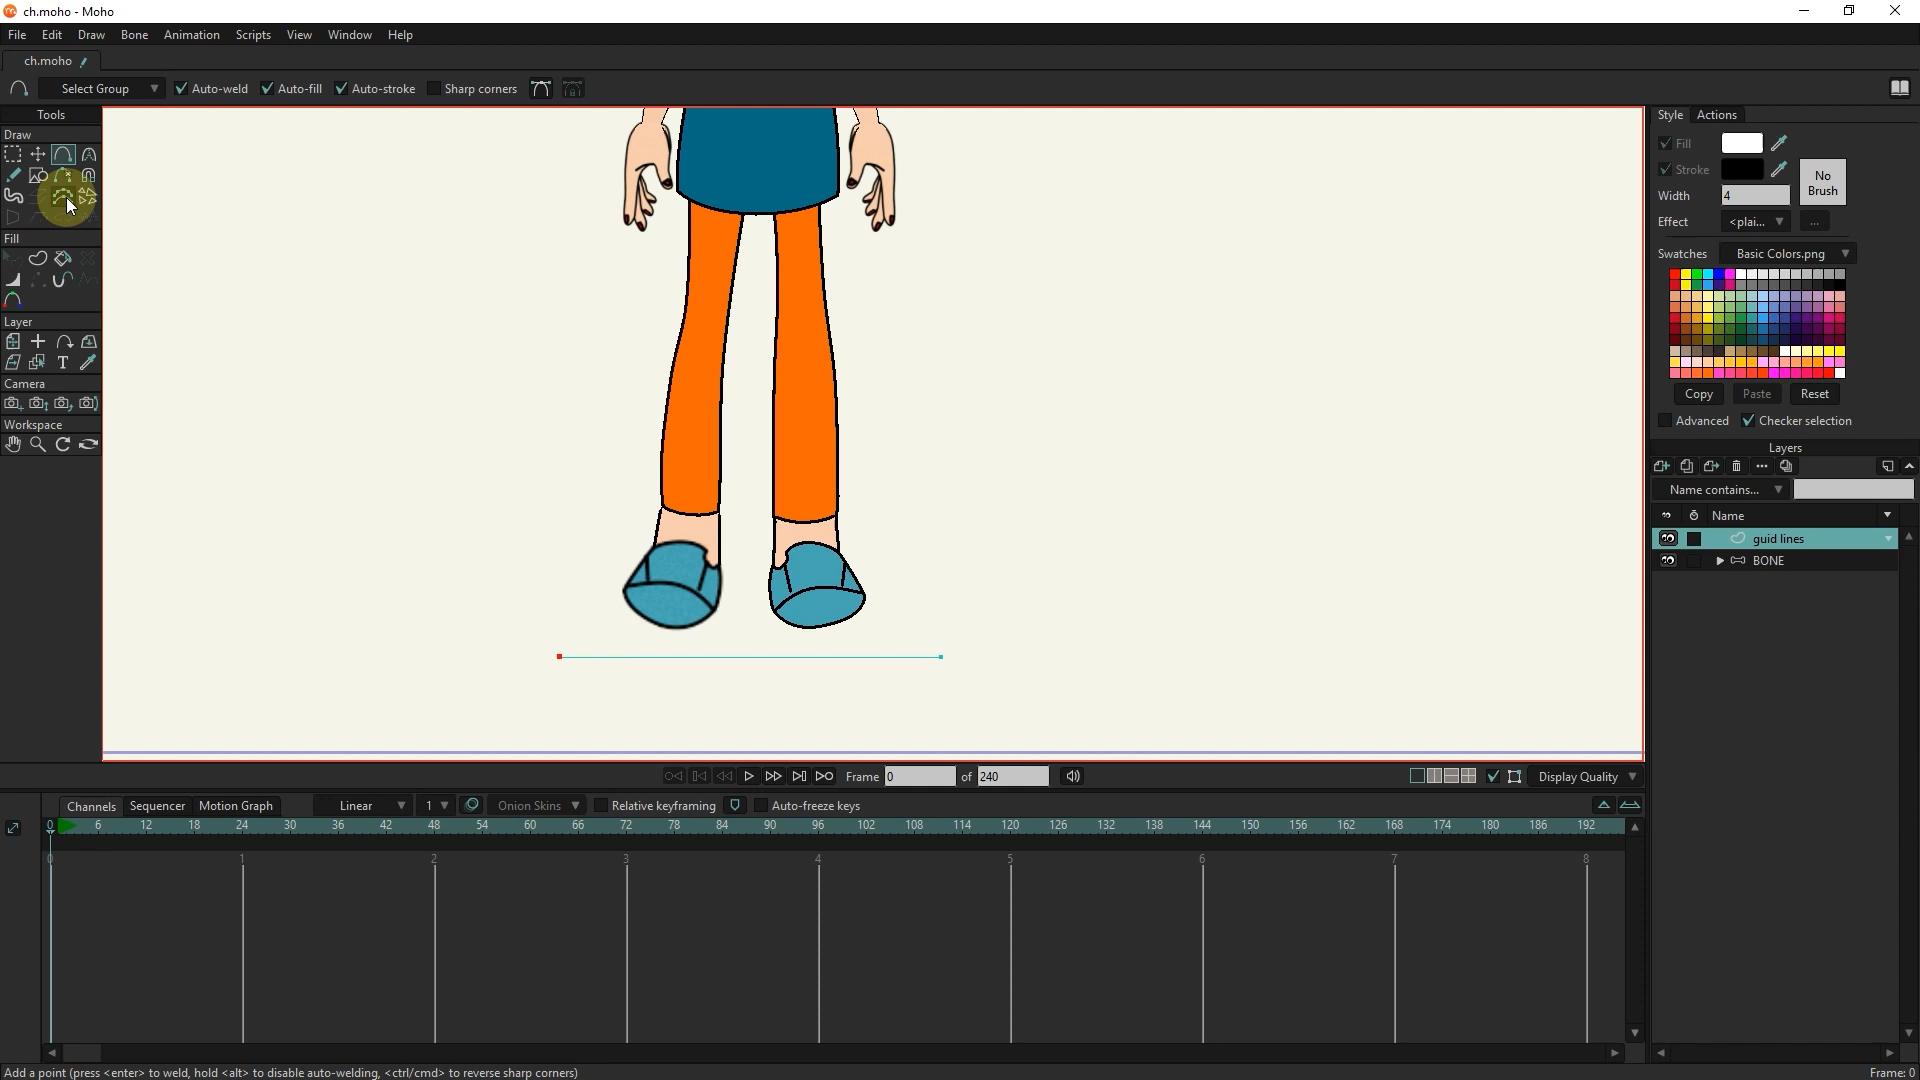 ch.moho - Moho
File Edit Draw Bone Animation Scripts View Window Help
ch.moho
Select Group Auto-weld Auto-fill Auto-stroke Sharp corners
Tools
Draw
Fill
Layer
Camera
Workspace
Style Actions
Fill
Stroke
No Brush
Width 4
Effect <plai... ...
Swatches Basic Colors.png
Copy Paste Reset
Advanced Checker selection
Layers
Name contains...
Name
guid lines
BONE
Frame 0 of 240 Display Quality
Channels Sequencer Motion Graph Linear 1 Onion Skins Relative keyframing Auto-freeze keys
0 6 12 18 24 30 36 42 48 54 60 66 72 78 84 90 96 102 108 114 120 126 132 138 144 150 156 162 168 174 180 186 192
0 1 2 3 4 5 6 7 8
Add a point (press <enter> to weld, hold <alt> to disable auto-welding, <ctrl/cmd> to reverse sharp corners) Frame: 0